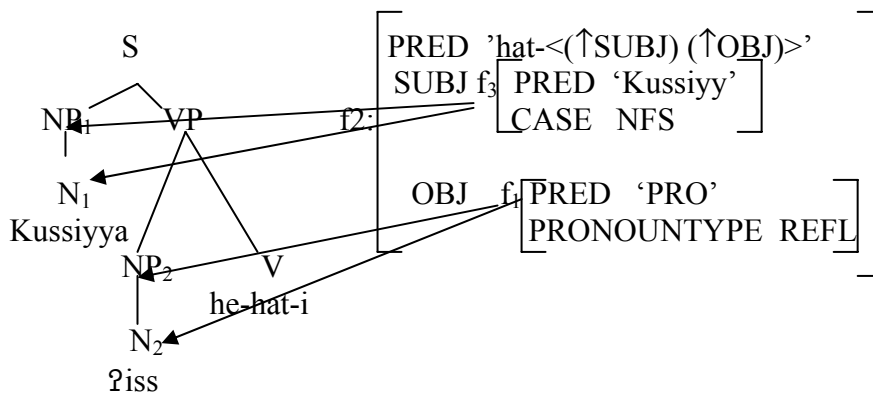 S
PRED ’hat-<(↑SUBJ) (↑OBJ)>’
SUBJ f₃ PRED ‘Kussiyy’
NP₁ VP f2: CASE NFS
N₁ OBJ f₁ PRED ‘PRO’
Kussiyya PRONOUNTYPE REFL
NP₂ V
he-hat-i
N₂
ʔiss